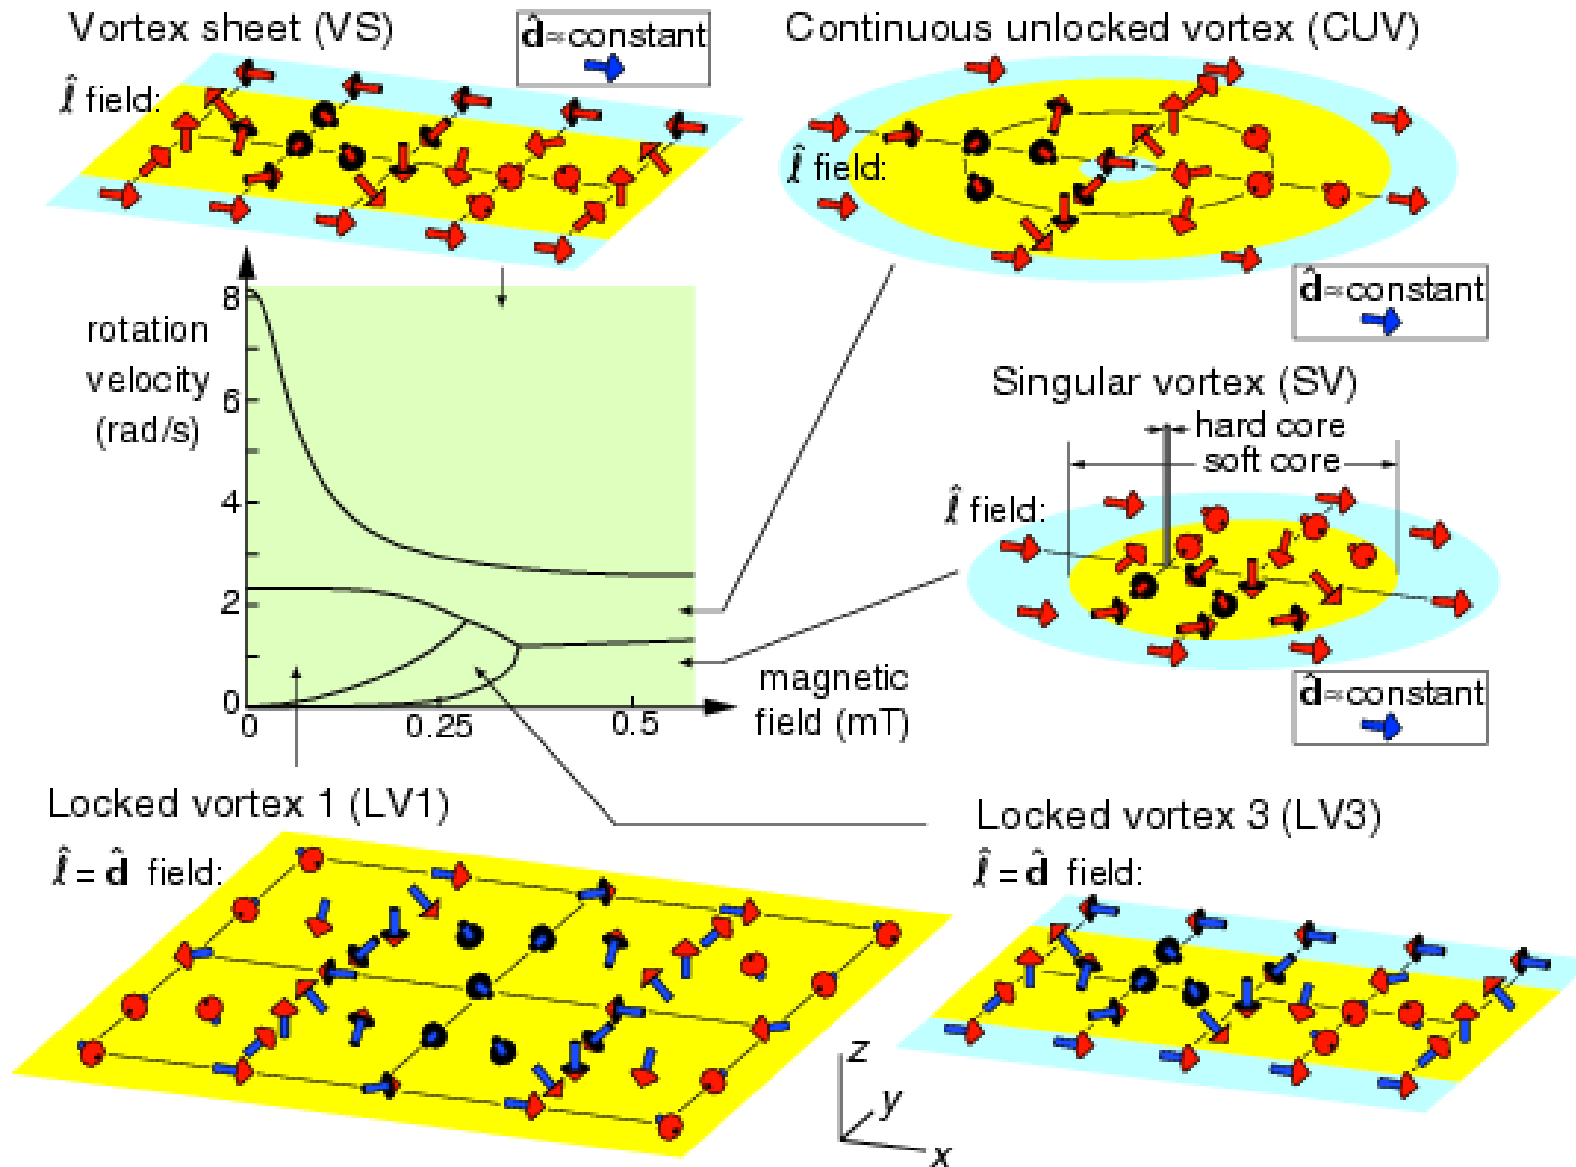 Vortex sheet (VS)
d̂≈constant
l̂ field:
Continuous unlocked vortex (CUV)
l̂ field:
d̂≈constant
rotation
velocity
(rad/s)
8
6
4
2
0
0
0.25
0.5
magnetic
field (mT)
Singular vortex (SV)
hard core
soft core
l̂ field:
d̂≈constant
Locked vortex 1 (LV1)
l̂ = d̂ field:
Locked vortex 3 (LV3)
l̂ = d̂ field:
z
y
x